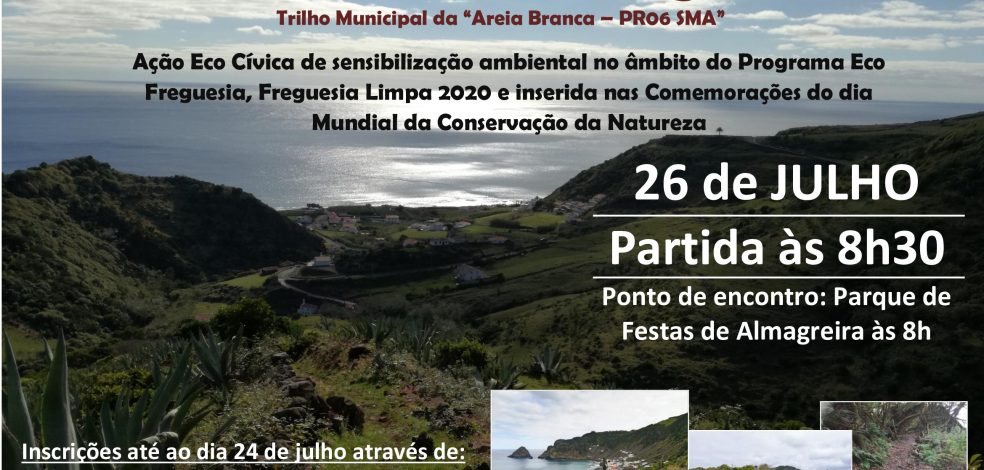 Trilho Municipal da “Areia Branca – PR06 SMA”
Ação Eco Cívica de sensibilização ambiental no âmbito do Programa Eco
Freguesia, Freguesia Limpa 2020 e inserida nas Comemorações do dia
Mundial da Conservação da Natureza
26 de JULHO
Partida às 8h30
Ponto de encontro: Parque de
Festas de Almagreira às 8h
Inscrições até ao dia 24 de julho através de: